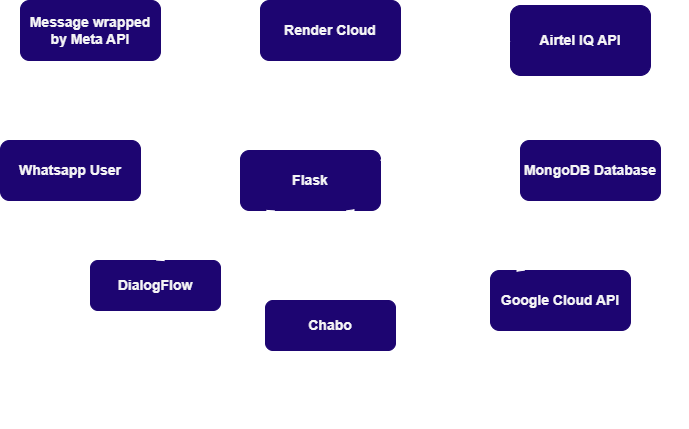 Message wrapped
by Meta API
Render Cloud
Airtel IQ API
Whatsapp User
Flask
MongoDB Database
DialogFlow
Chabo
Google Cloud API